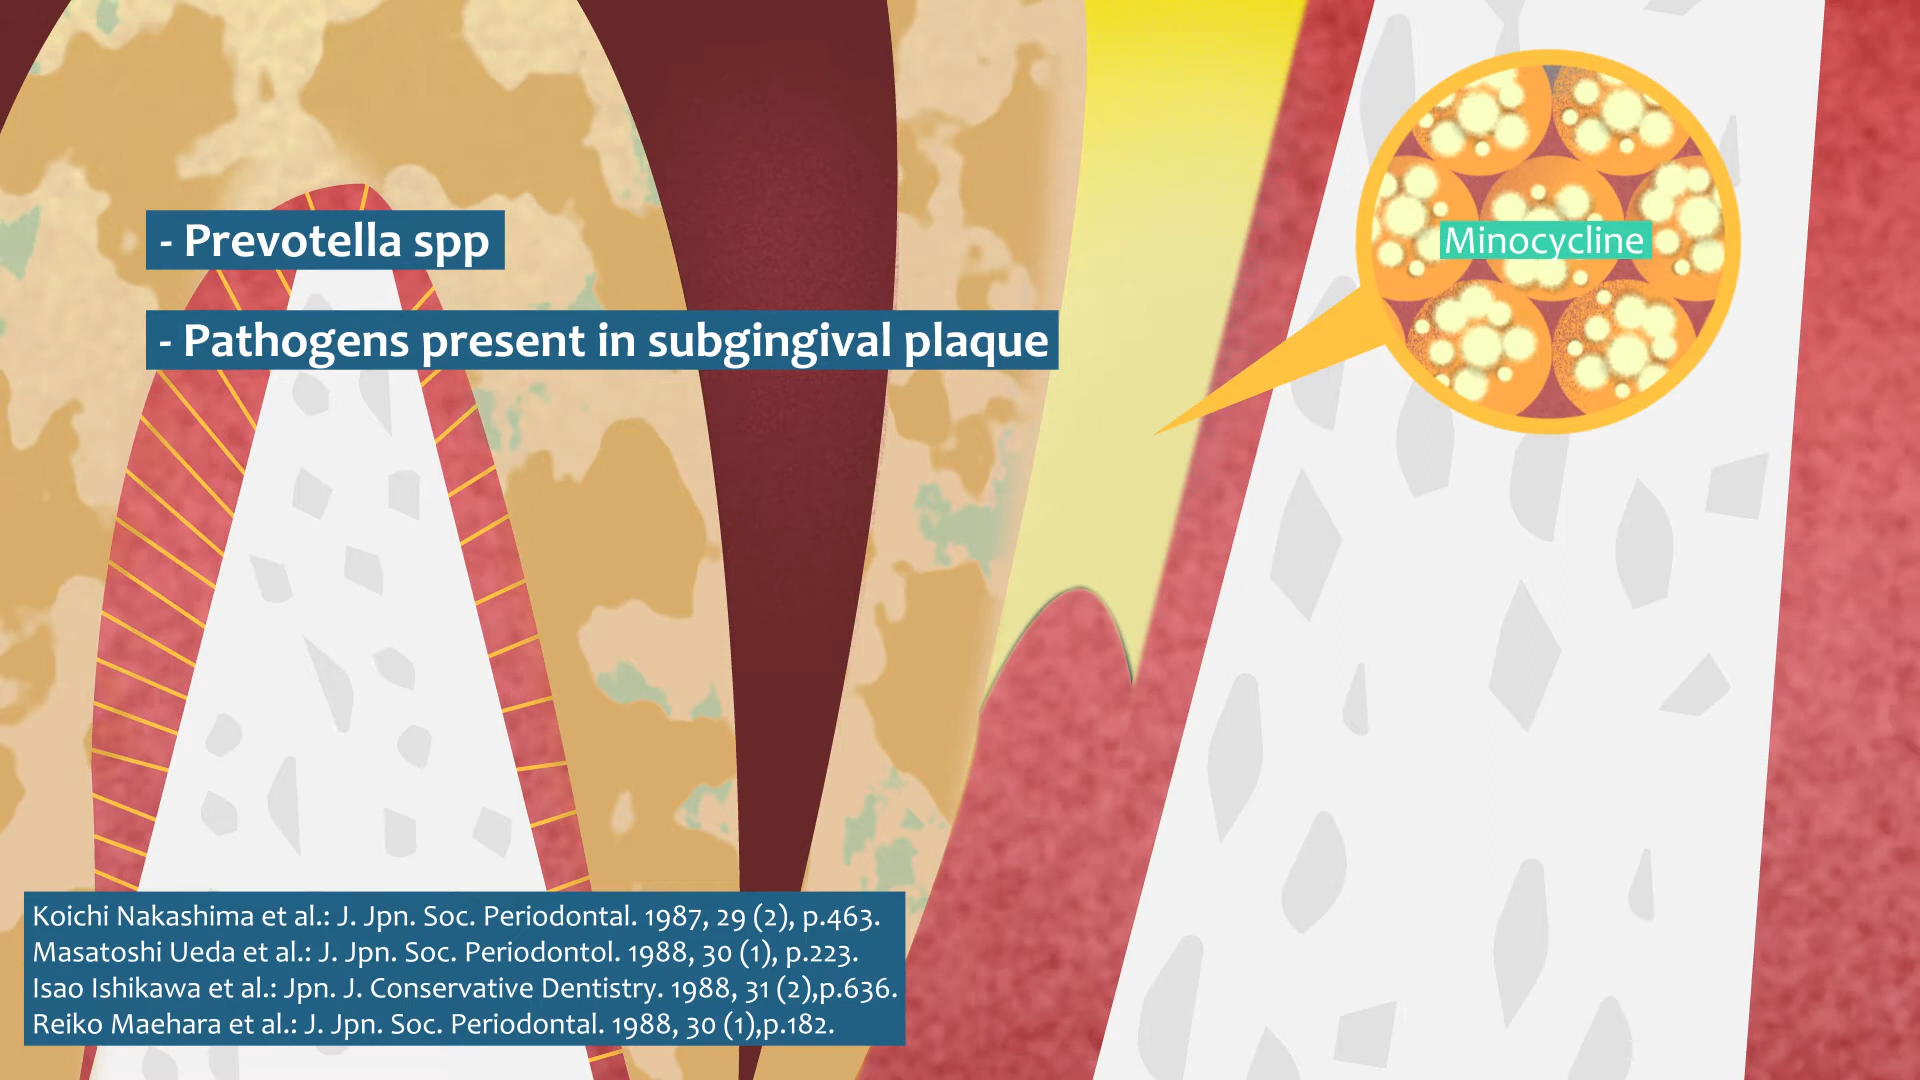 - Prevotella spp
Minocycline
- Pathogens present in subgingival plaque
Koichi Nakashima et al.: J. Jpn. Soc. Periodontal. 1987, 29 (2), p.463.
Masatoshi Ueda et al.: J. Jpn. Soc. Periodontol. 1988, 30 (1), p.223.
Isao Ishikawa et al.: Jpn. J. Conservative Dentistry. 1988, 31 (2),p.636.
Reiko Maehara et al.: J. Jpn. Soc. Periodontal. 1988, 30 (1),p.182.